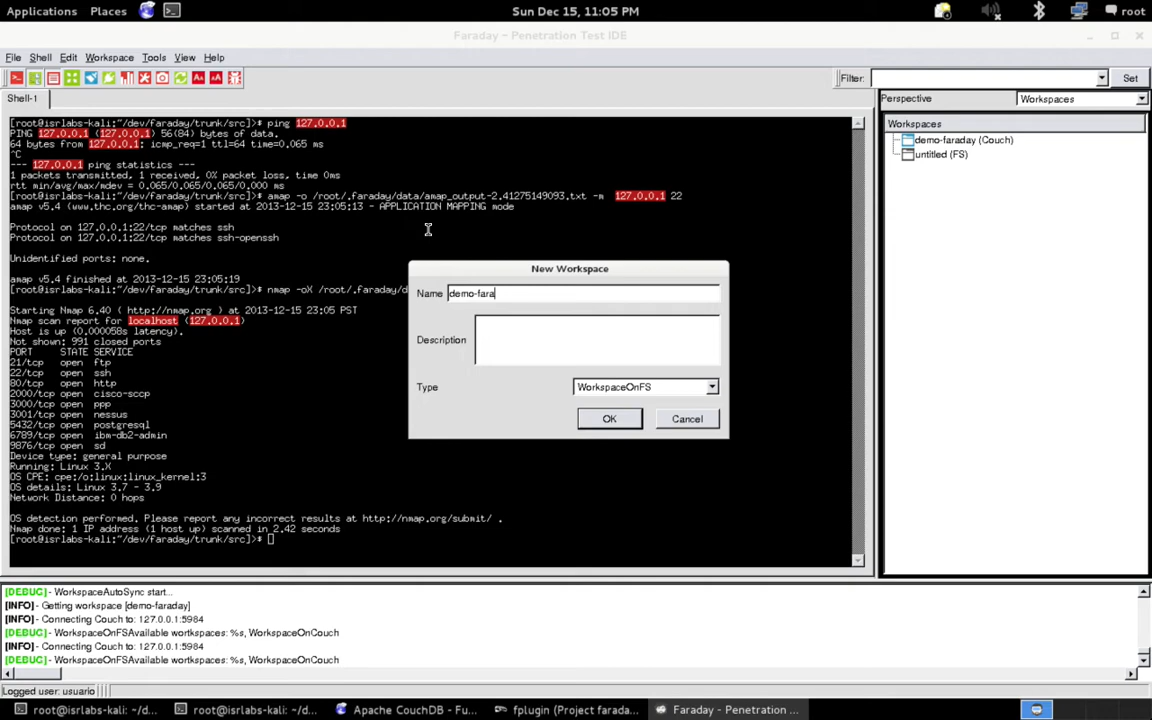 Applications Places Sun Dec 15, 11:05 PM root
Faraday - Penetration Test IDE
File Shell Edit Workspace Tools View Help
Filter: Set
Shell-1
Perspective Workspaces
Workspaces
demo-faraday (Couch)
untitled (FS)
[root@isrlabs-kali:~/dev/faraday/trunk/src]> ping 127.0.0.1
PING 127.0.0.1 (127.0.0.1) 56(84) bytes of data.
64 bytes from 127.0.0.1: icmp_req=1 ttl=64 time=0.065 ms
^C
--- 127.0.0.1 ping statistics ---
1 packets transmitted, 1 received, 0% packet loss, time 0ms
rtt min/avg/max/mdev = 0.065/0.065/0.065/0.000 ms
[root@isrlabs-kali:~/dev/faraday/trunk/src]> amap -o /root/.faraday/data/amap_output-2.41275149093.txt -m 127.0.0.1 22
amap v5.4 (www.thc.org/thc-amap) started at 2013-12-15 23:05:13 - APPLICATION MAPPING mode
Protocol on 127.0.0.1:22/tcp matches ssh
Protocol on 127.0.0.1:22/tcp matches ssh-openssh
Unidentified ports: none.
amap v5.4 finished at 2013-12-15 23:05:19
[root@isrlabs-kali:~/dev/faraday/trunk/src]> nmap -oX /root/.faraday/d
Starting Nmap 6.40 ( http://nmap.org ) at 2013-12-15 23:05 PST
Nmap scan report for localhost (127.0.0.1)
Host is up (0.000058s latency).
Not shown: 991 closed ports
PORT STATE SERVICE
21/tcp open ftp
22/tcp open ssh
80/tcp open http
2000/tcp open cisco-sccp
3000/tcp open ppp
3001/tcp open nessus
5432/tcp open postgresql
6789/tcp open ibm-db2-admin
9876/tcp open sd
Device type: general purpose
Running: Linux 3.X
OS CPE: cpe:/o:linux:linux_kernel:3
OS details: Linux 3.7 - 3.9
Network Distance: 0 hops
OS detection performed. Please report any incorrect results at http://nmap.org/submit/ .
Nmap done: 1 IP address (1 host up) scanned in 2.42 seconds
[root@isrlabs-kali:~/dev/faraday/trunk/src]>
New Workspace
Name demo-fara
Description
Type WorkspaceOnFS
OK Cancel
[DEBUG] - WorkspaceAutoSync start...
[INFO] - Getting workspace [demo-faraday]
[INFO] - Connecting Couch to: 127.0.0.1:5984
[DEBUG] - WorkspaceOnFSAvailable wortkspaces: %s, WorkspaceOnCouch
[INFO] - Connecting Couch to: 127.0.0.1:5984
[DEBUG] - WorkspaceOnFSAvailable wortkspaces: %s, WorkspaceOnCouch
Logged user: usuario
root@isrlabs-kali: ~/d... root@isrlabs-kali: ~/d... Apache CouchDB - Fu... fplugin (Project farada... Faraday - Penetration ...